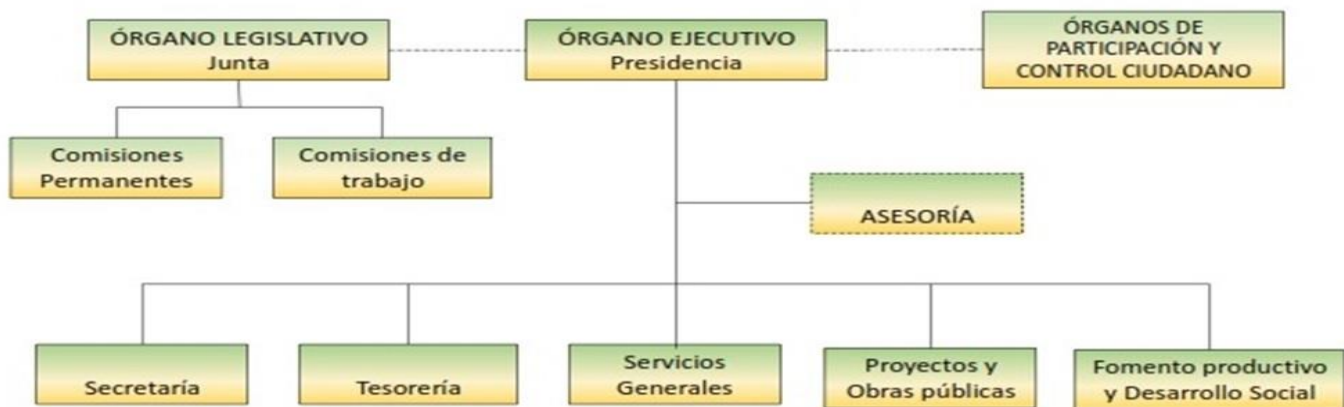 ÓRGANO LEGISLATIVO
Junta
ÓRGANO EJECUTIVO
Presidencia
ÓRGANOS DE
PARTICIPACIÓN Y
CONTROL CIUDADANO
Comisiones
Permanentes
Comisiones de
trabajo
ASESORÍA
Secretaría
Tesorería
Servicios
Generales
Proyectos y
Obras públicas
Fomento productivo
y Desarrollo Social